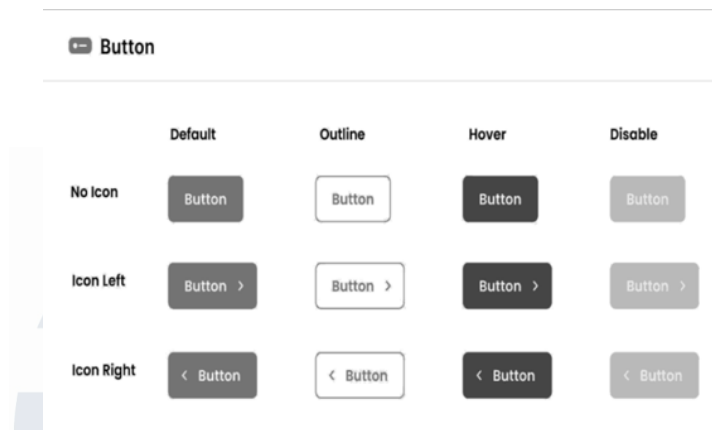 Button
Default Outline Hover Disable
No Icon Button Button Button Button
Icon Left Button > Button > Button > Button >
Icon Right < Button < Button < Button < Button